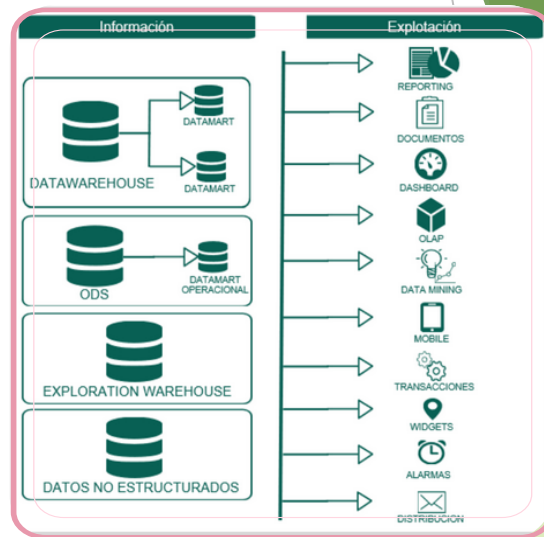 Información
DATAMART
DATAWAREHOUSE
DATAMART
ODS
DATAMART
OPERACIONAL
EXPLORATION WAREHOUSE
DATOS NO ESTRUCTURADOS
Explotación
REPORTING
DOCUMENTOS
DASHBOARD
OLAP
DATA MINING
MOBILE
TRANSACCIONES
WIDGETS
ALARMAS
DISTRIBUCION